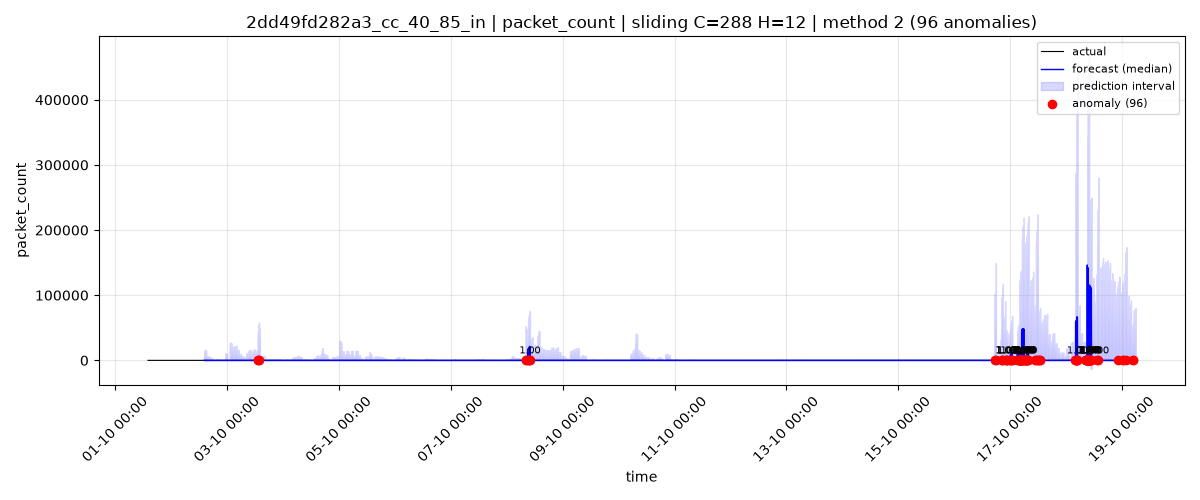 2dd49fd282a3_cc_40_85_in | packet_count | sliding C=288 H=12 | method 2 (96 anomalies)
actual
forecast (median)
prediction interval
anomaly (96)
packet_count
400000
300000
200000
100000
0
1.00
01-10 00:00
03-10 00:00
05-10 00:00
07-10 00:00
09-10 00:00
11-10 00:00
13-10 00:00
15-10 00:00
17-10 00:00
19-10 00:00
time